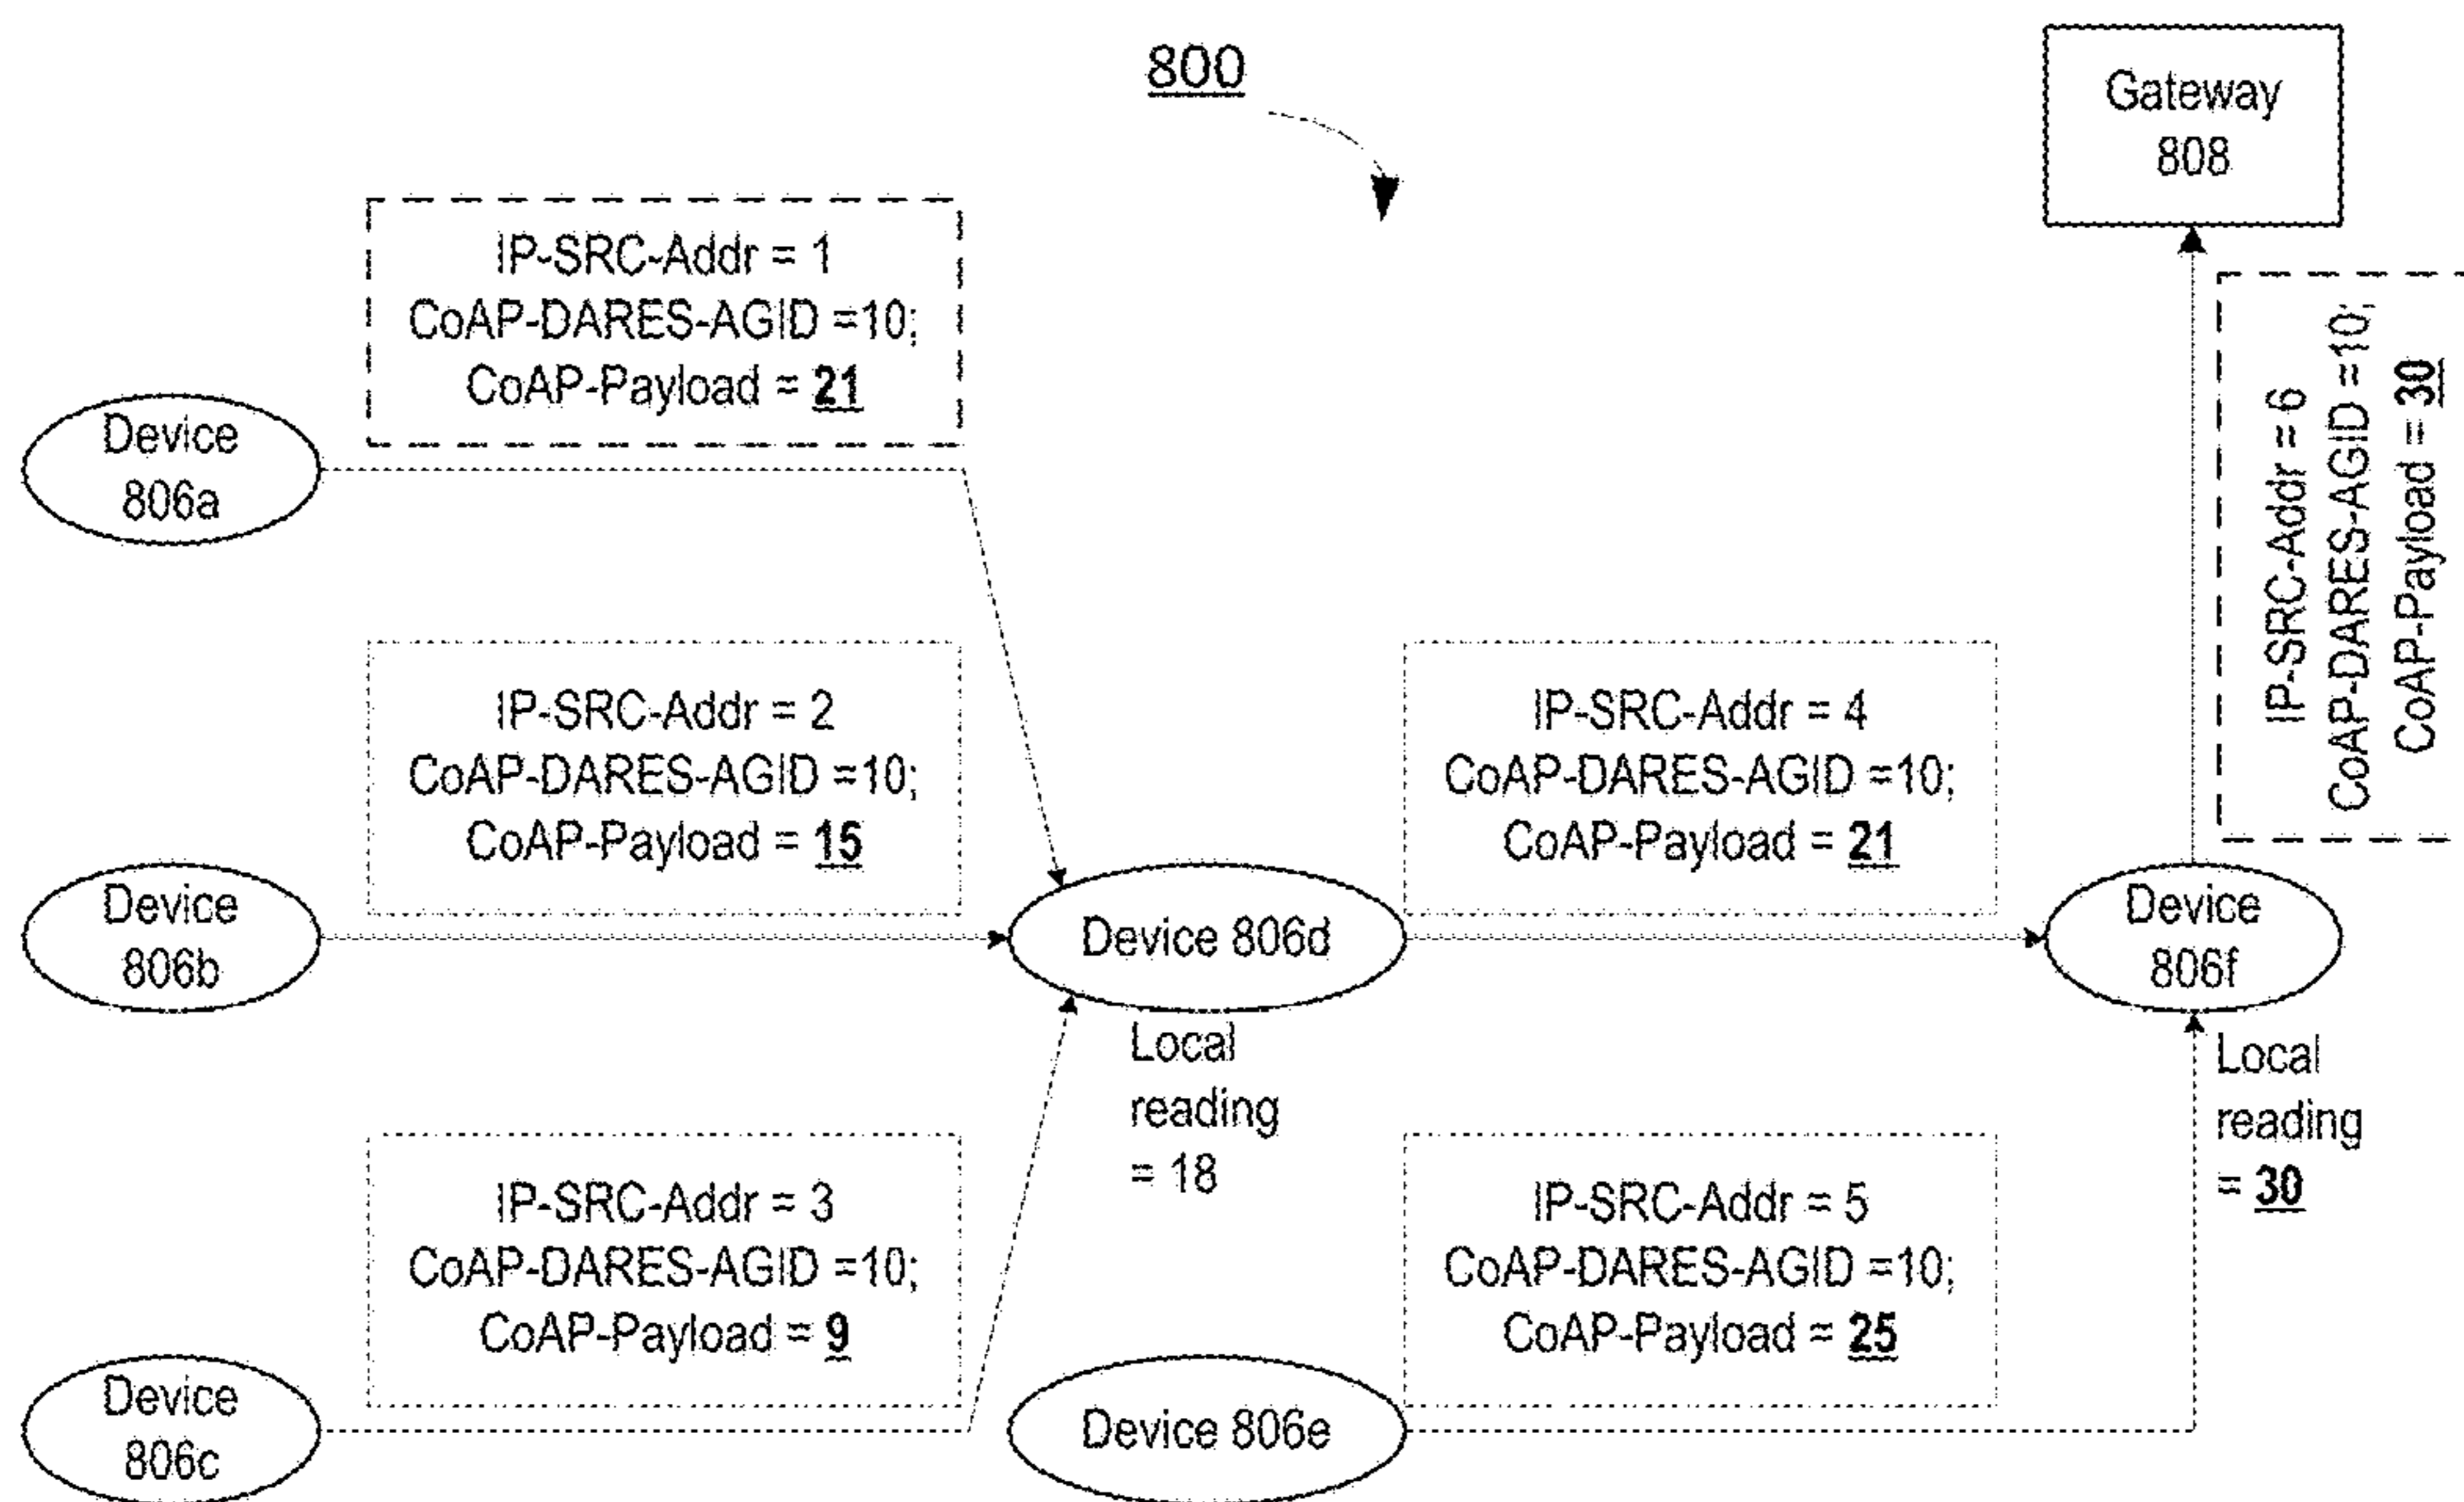 800
Gateway
808
IP-SRC-Addr = 1
CoAP-DARES-AGID =10;
CoAP-Payload = 21
Device
806a
IP-SRC-Addr = 6
CoAP-DARES-AGID =10;
CoAP-Payload = 30
IP-SRC-Addr = 2
CoAP-DARES-AGID =10;
CoAP-Payload = 15
IP-SRC-Addr = 4
CoAP-DARES-AGID =10;
CoAP-Payload = 21
Device
806b
Device 806d
Device
806f
Local
reading
= 18
Local
reading
= 30
IP-SRC-Addr = 3
CoAP-DARES-AGID =10;
CoAP-Payload = 9
IP-SRC-Addr = 5
CoAP-DARES-AGID =10;
CoAP-Payload = 25
Device
806c
Device 806e